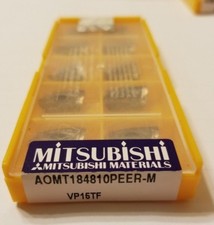 MITSUBISHI
MITSUBISHI MATERIALS
AOMT184810PEER-M
VP15TF